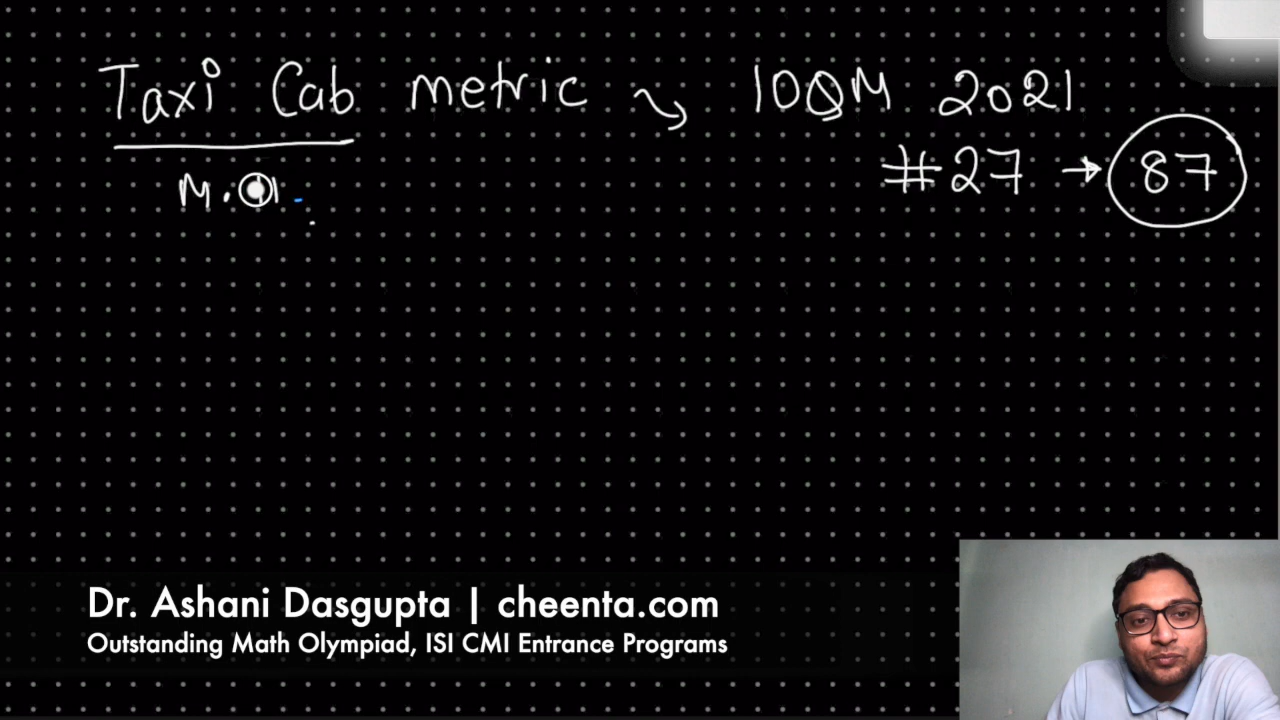 Taxi Cab metric ↝ IOQM 2021
#27 → 87
M.
Dr. Ashani Dasgupta | cheenta.com
Outstanding Math Olympiad, ISI CMI Entrance Programs